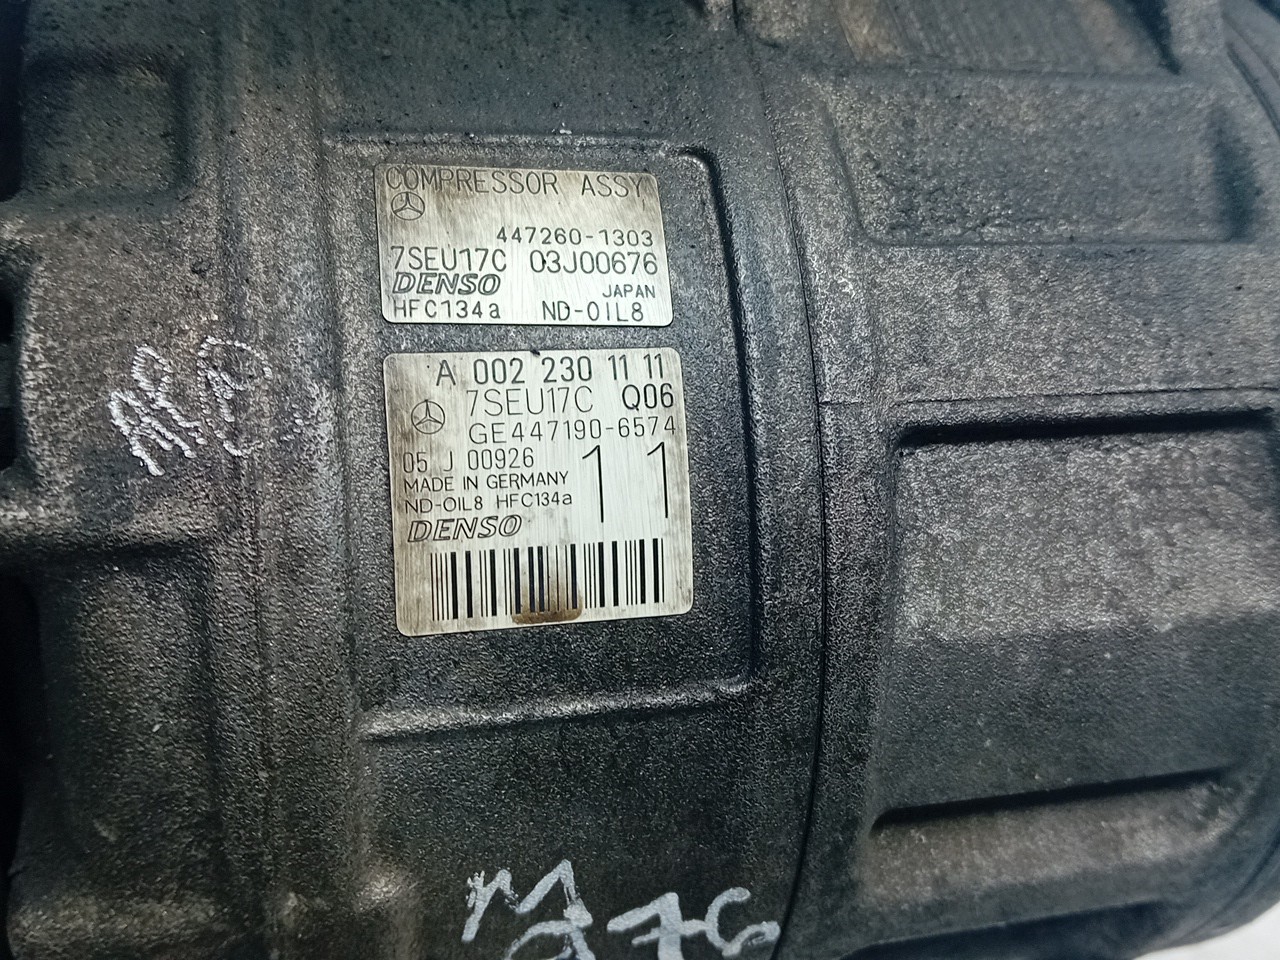 COMPRESSOR ASSY
447260-1303
7SEU17C 03J00676
DENSO JAPAN
HFC134a ND-OIL8
A 002 230 11 11
7SEU17C Q06
GE447190-6574
05 J 00926
MADE IN GERMANY
ND-OIL8 HFC134a
11
DENSO